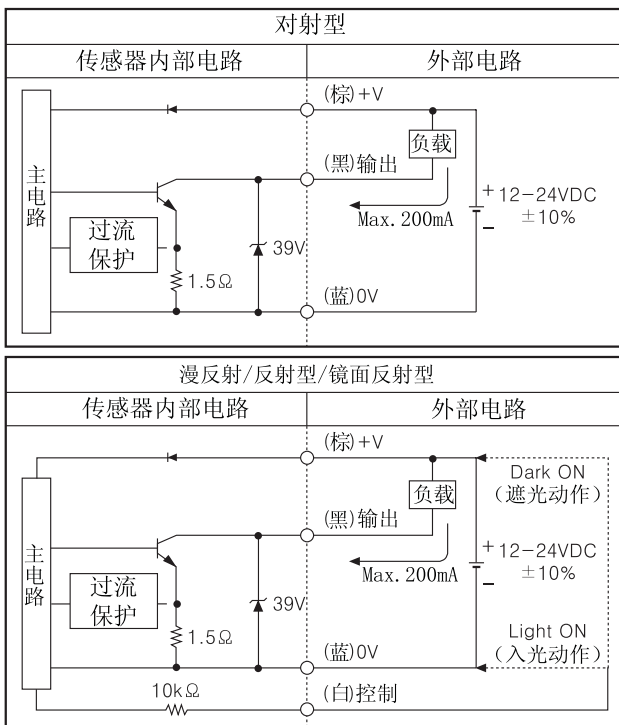 对射型
传感器内部电路
外部电路
(棕)+V
负载
(黑)输出
主电路
Max.200mA
+ 12-24VDC
±10%
−
过流
保护
39V
1.5Ω
(蓝)0V
漫反射/反射型/镜面反射型
传感器内部电路
外部电路
(棕)+V
Dark ON
(遮光动作)
负载
(黑)输出
主电路
Max.200mA
+ 12-24VDC
±10%
−
过流
保护
39V
1.5Ω
Light ON
(入光动作)
(蓝)0V
10kΩ
(白)控制